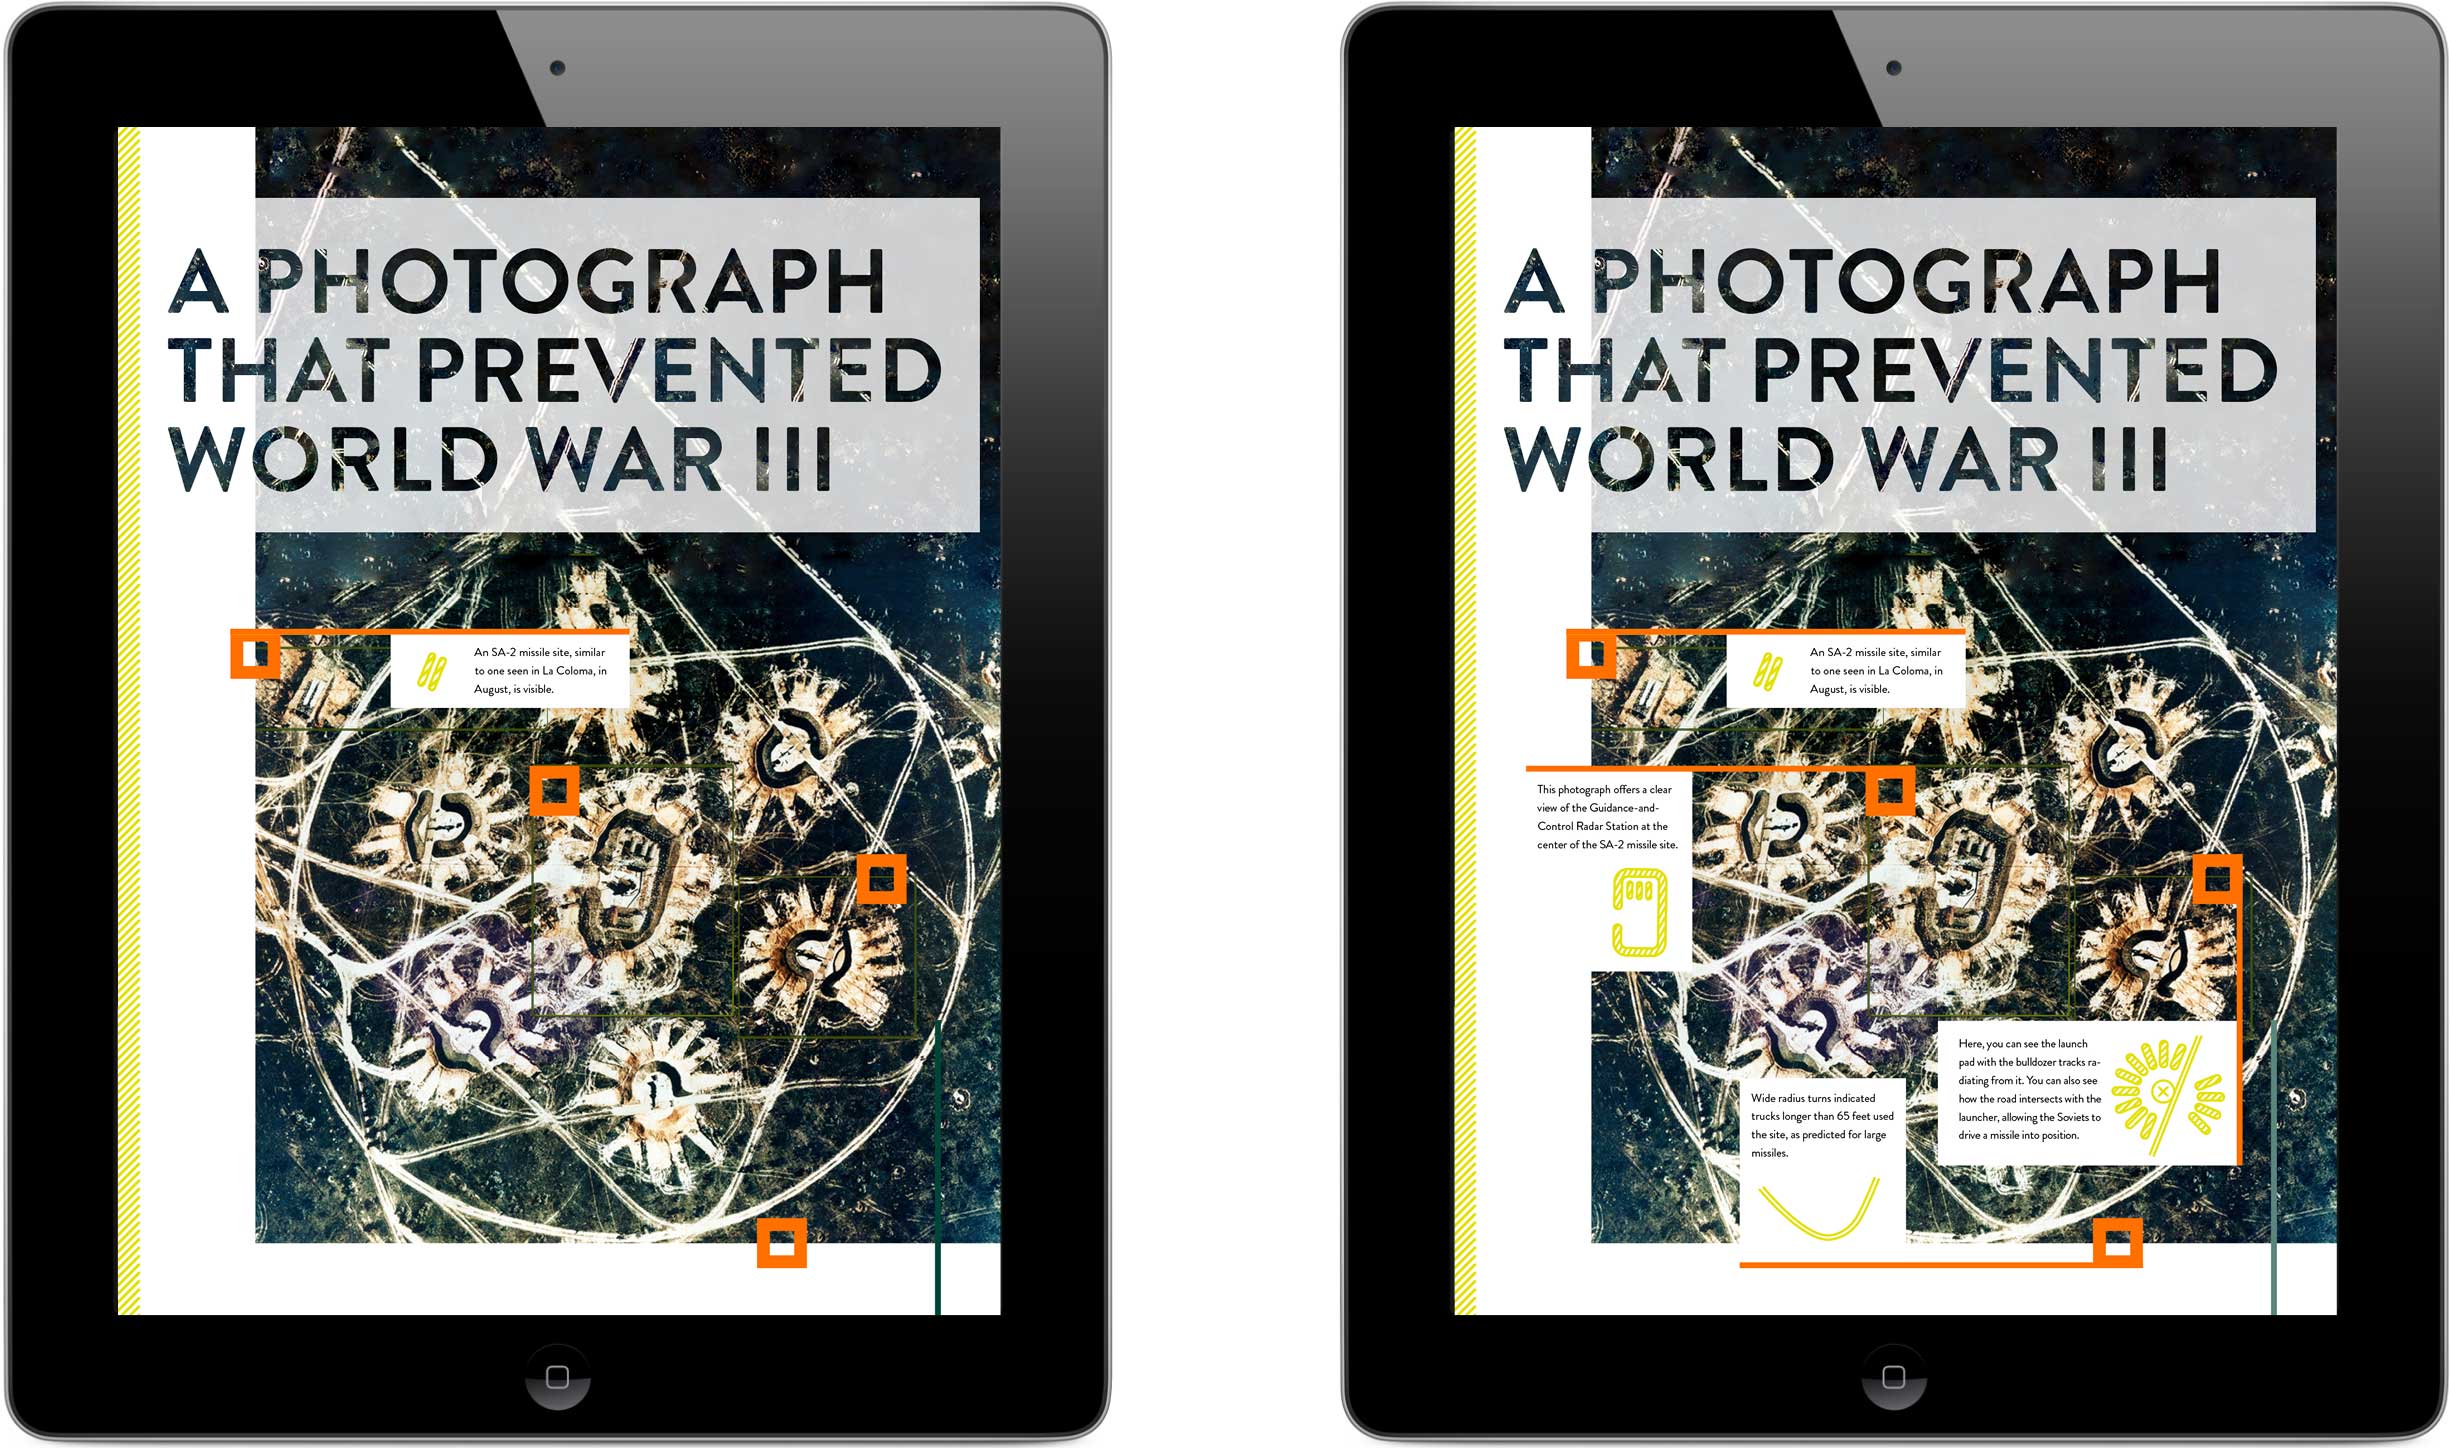 A PHOTOGRAPH
THAT PREVENTED
WORLD WAR III
An SA-2 missile site, similar
to one seen in La Coloma, in
August, is visible.
A PHOTOGRAPH
THAT PREVENTED
WORLD WAR III
An SA-2 missile site, similar
to one seen in La Coloma, in
August, is visible.
This photograph offers a clear
view of the Guidance-and-
Control Radar Station at the
center of the SA-2 missile site.
Here, you can see the launch
pad with the bulldozer tracks ra-
diating from it. You can also see
how the road intersects with the
launcher, allowing the Soviets to
drive a missile into position.
Wide radius turns indicated
trucks longer than 65 feet used
the site, as predicted for large
missiles.